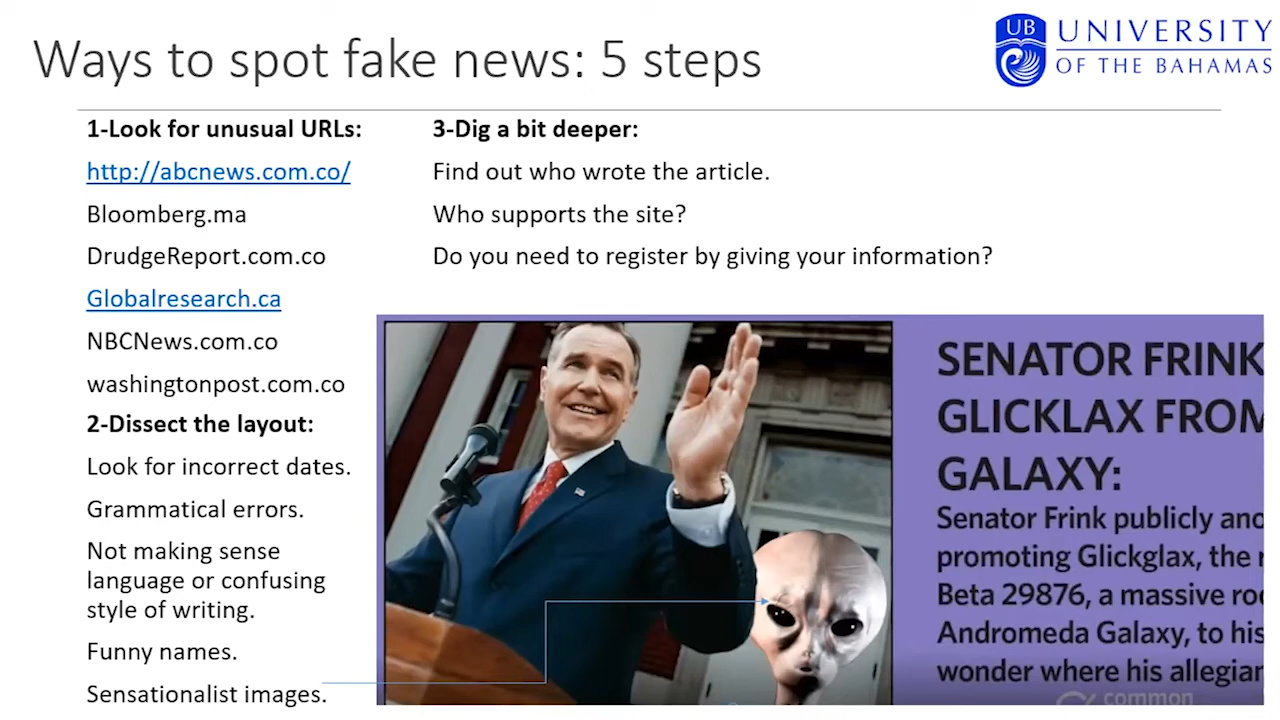 Ways to spot fake news: 5 steps
UB
UNIVERSITY
OF THE BAHAMAS
1-Look for unusual URLs:
http://abcnews.com.co/
Bloomberg.ma
DrudgeReport.com.co
Globalresearch.ca
NBCNews.com.co
washingtonpost.com.co
2-Dissect the layout:
Look for incorrect dates.
Grammatical errors.
Not making sense
language or confusing
style of writing.
Funny names.
Sensationalist images.
3-Dig a bit deeper:
Find out who wrote the article.
Who supports the site?
Do you need to register by giving your information?
SENATOR FRINK
GLICKLAX FROM
GALAXY:
Senator Frink publicly
promoting Glickglax, the
Beta 29876, a massive
Andromeda Galaxy, to his
wonder where his
common